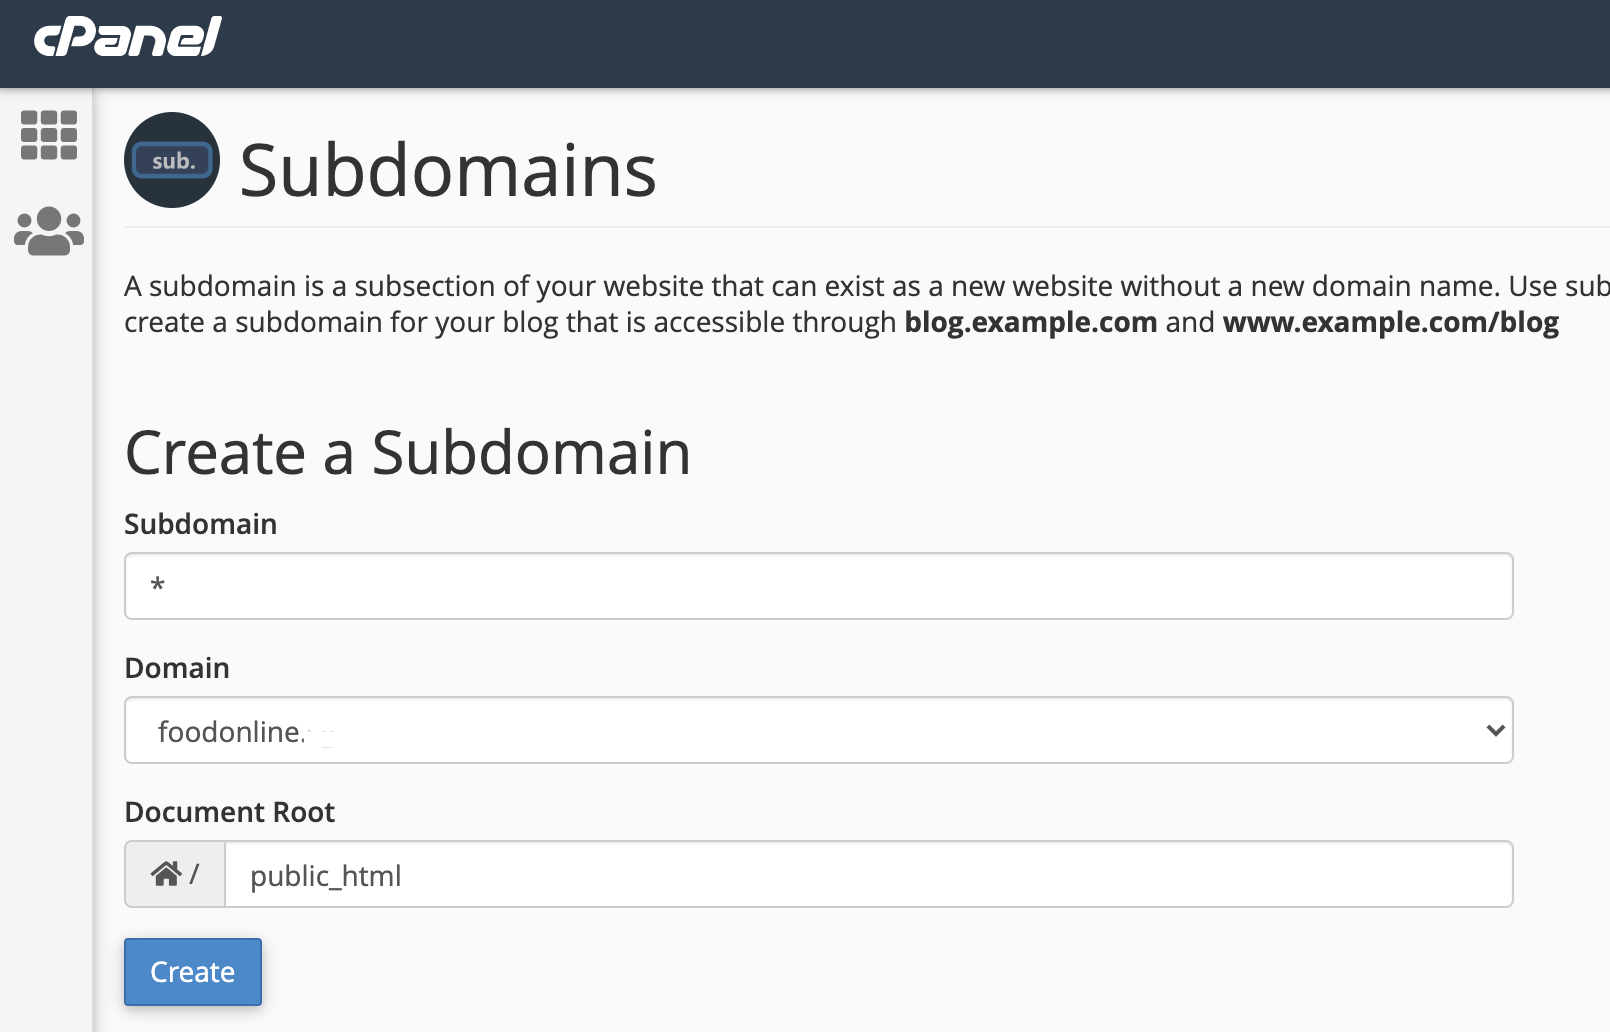 cPanel
sub.
Subdomains
A subdomain is a subsection of your website that can exist as a new website without a new domain name. Use sub
create a subdomain for your blog that is accessible through blog.example.com and www.example.com/blog
Create a Subdomain
Subdomain
*
Domain
foodonline.
Document Root
/ public_html
Create